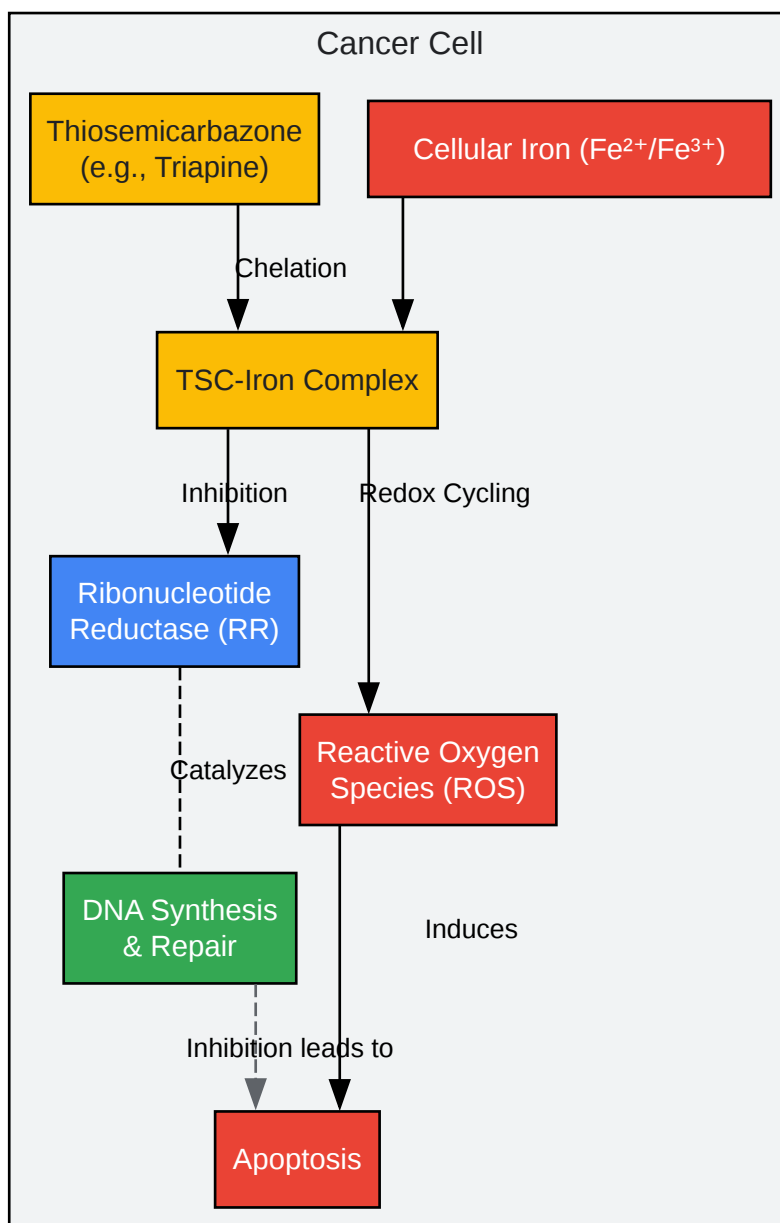 Cancer Cell
Thiosemicarbazone
(e.g., Triapine)
Cellular Iron (Fe²⁺/Fe³⁺)
Chelation
TSC-Iron Complex
Inhibition
Redox Cycling
Ribonucleotide
Reductase (RR)
Reactive Oxygen
Species (ROS)
Catalyzes
DNA Synthesis
& Repair
Induces
Inhibition leads to
Apoptosis